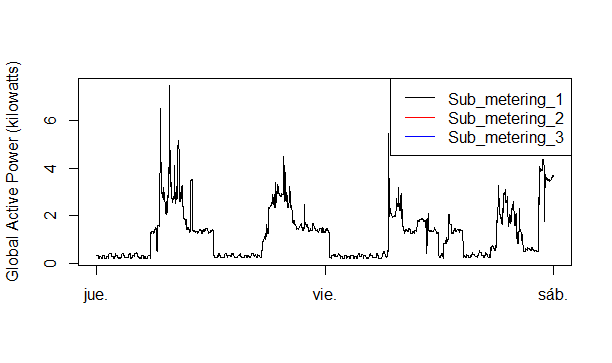 Global Active Power (kilowatts)
6
4
2
0
Sub_metering_1
Sub_metering_2
Sub_metering_3
jue.
vie.
sáb.